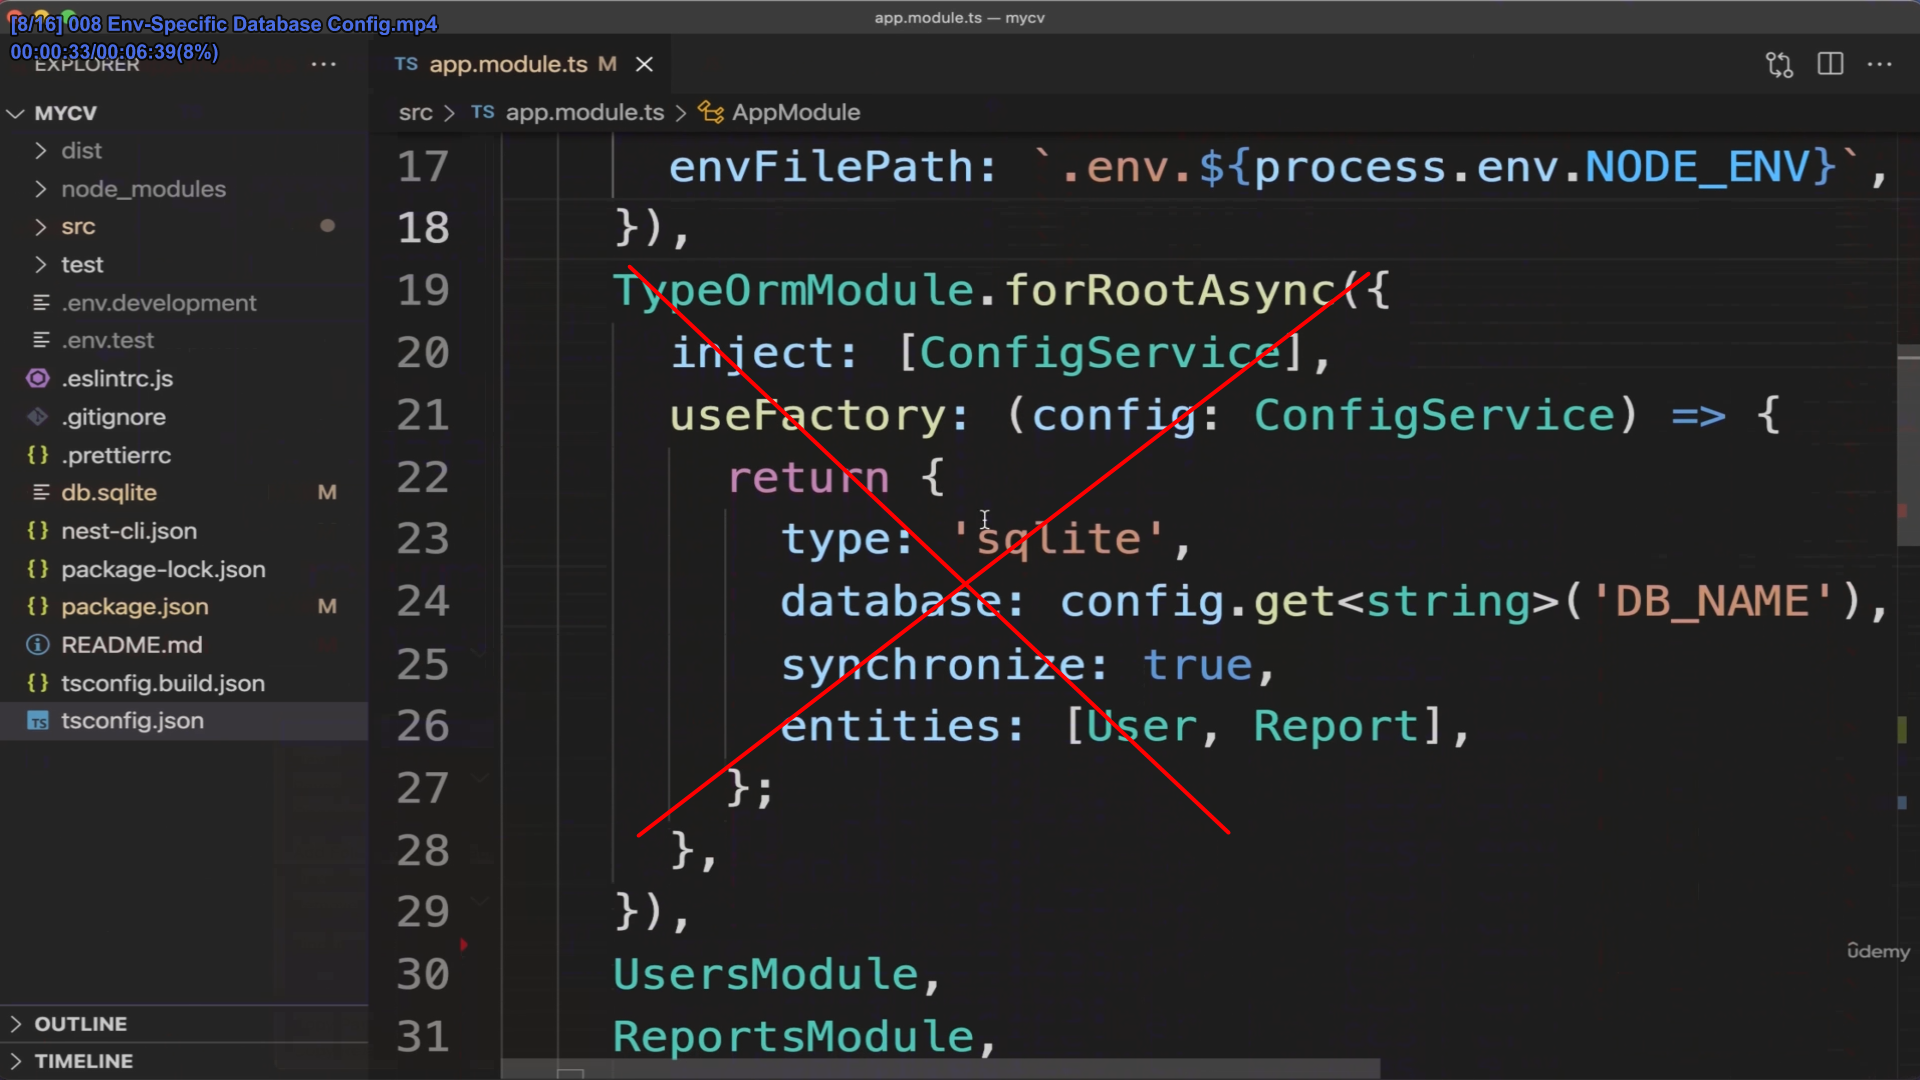 app.module.ts — mycv
[8/16] 008 Env-Specific Database Config.mp4
00:00:33/00:06:39(8%)
EXPLORER
TS app.module.ts M
src > TS app.module.ts > AppModule
MYCV
dist
node_modules
src
test
.env.development
.env.test
.eslintrc.js
.gitignore
{} .prettierrc
db.sqlite M
{} nest-cli.json
{} package-lock.json
{} package.json M
README.md
{} tsconfig.build.json
TS tsconfig.json
OUTLINE
TIMELINE
17 envFilePath: `.env.${process.env.NODE_ENV}`,
18 }),
19 TypeOrmModule.forRootAsync({
20 inject: [ConfigService],
21 useFactory: (config: ConfigService) => {
22 return {
23 type: 'sqlite',
24 database: config.get<string>('DB_NAME'),
25 synchronize: true,
26 entities: [User, Report],
27 };
28 },
29 }),
30 UsersModule,
31 ReportsModule,
ûdemy